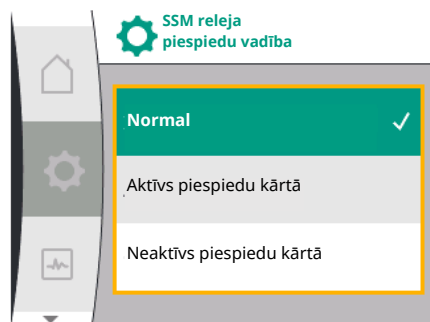 SSM releja
piespiedu vadība
Normal
Aktīvs piespiedu kārtā
Neaktīvs piespiedu kārtā